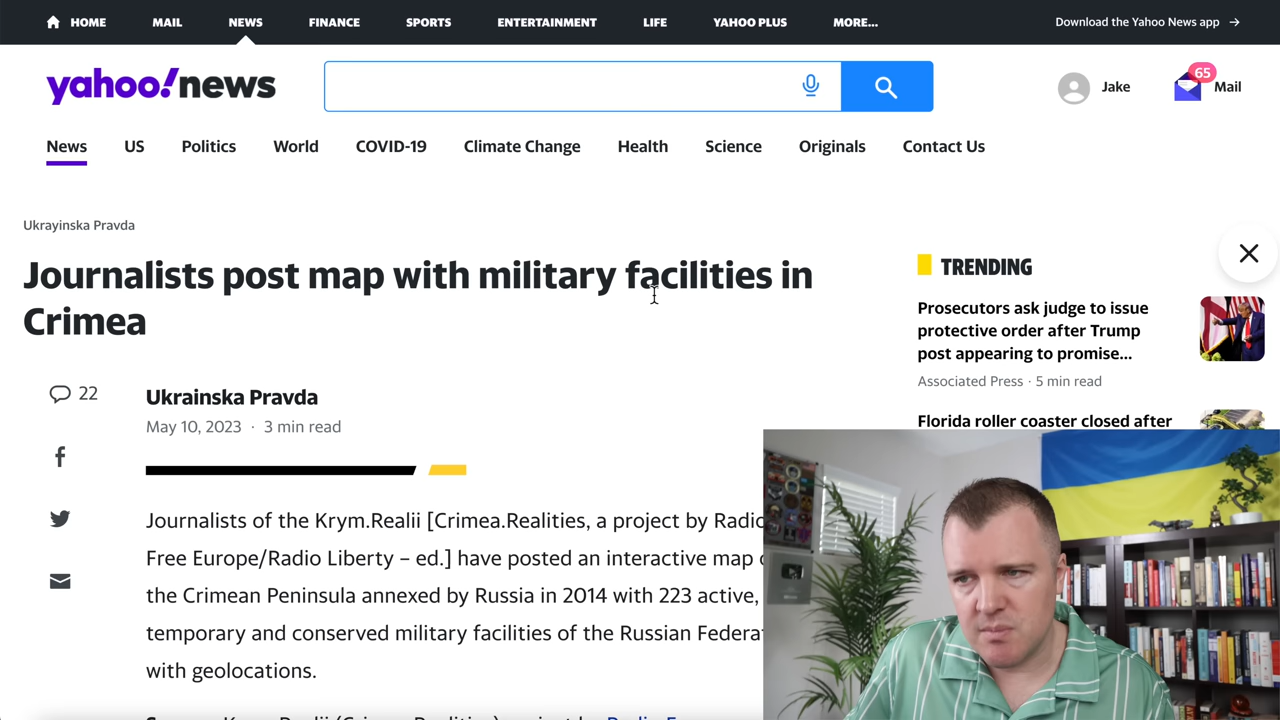 HOME MAIL NEWS FINANCE SPORTS ENTERTAINMENT LIFE YAHOO PLUS MORE... Download the Yahoo News app →
yahoo!news
65
Jake Mail
News US Politics World COVID-19 Climate Change Health Science Originals Contact Us
Ukrayinska Pravda
Journalists post map with military facilities in
Crimea
22
Ukrainska Pravda
May 10, 2023 · 3 min read
Journalists of the Krym.Realii [Crimea.Realities, a project by Radio
Free Europe/Radio Liberty – ed.] have posted an interactive map
the Crimean Peninsula annexed by Russia in 2014 with 223 active,
temporary and conserved military facilities of the Russian
with geolocations.
TRENDING
Prosecutors ask judge to issue
protective order after Trump
post appearing to promise...
Associated Press · 5 min read
Florida roller coaster closed after